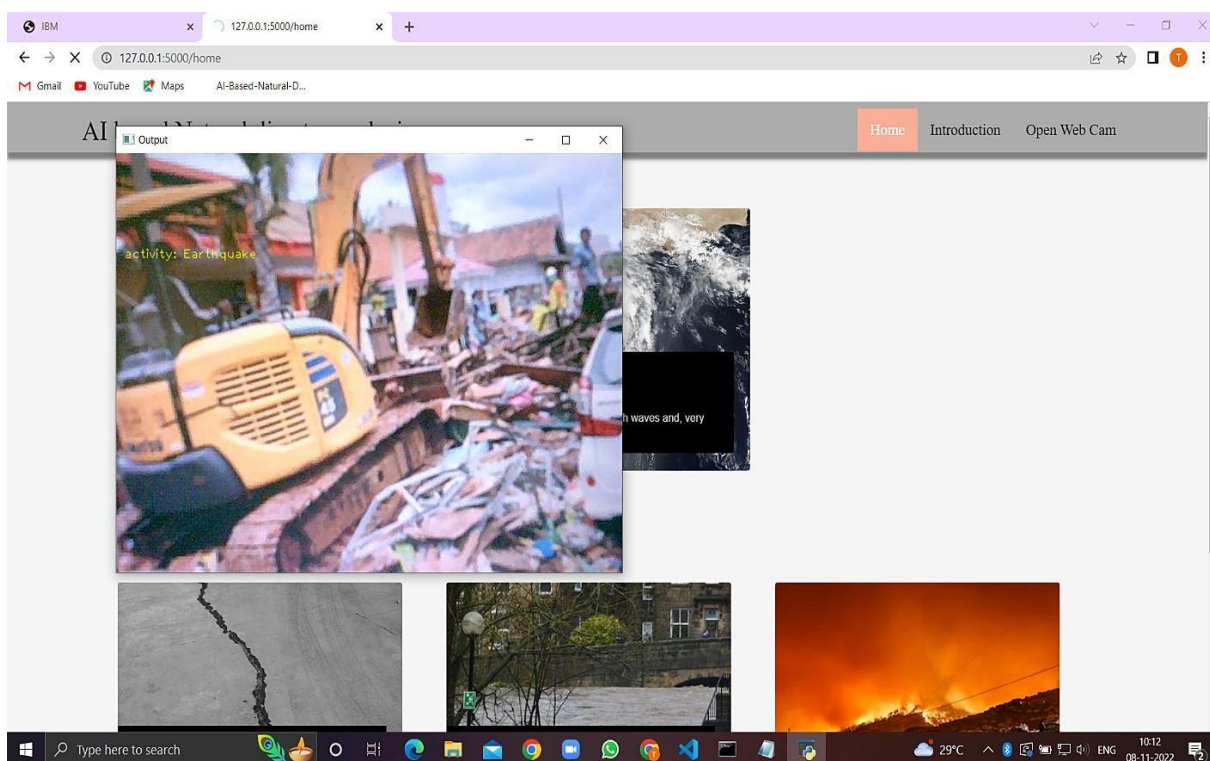 IBM
127.0.0.1:5000/home
127.0.0.1:5000/home
Gmail
YouTube
Maps
AI-Based-Natural-D...
AI
Home
Introduction
Open Web Cam
Output
activity: Earthquake
h waves and, very
Type here to search
29°C
ENG
10:12
08-11-2022